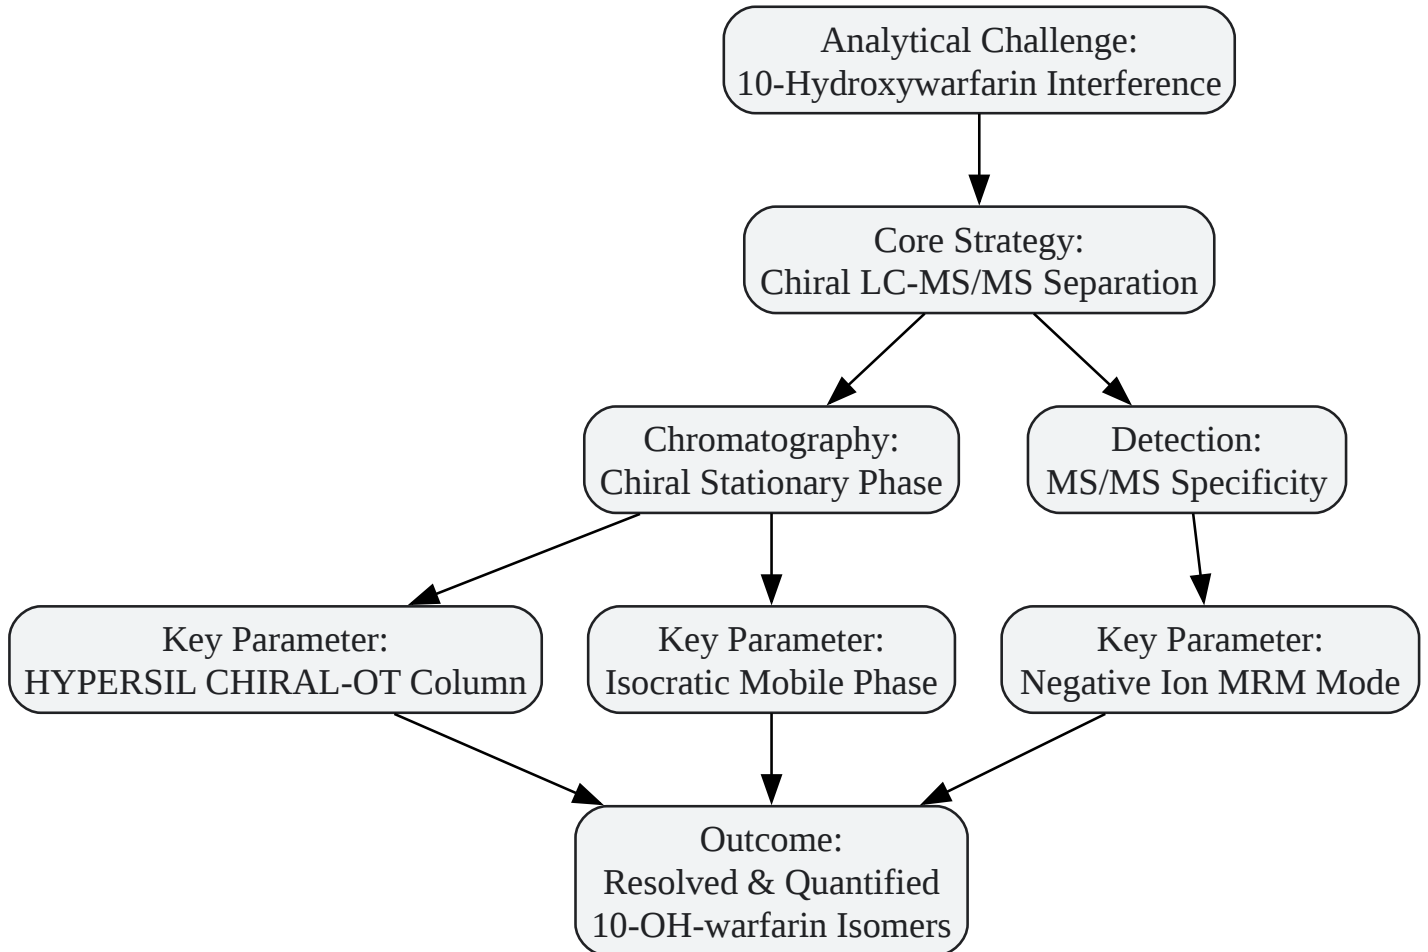 Analytical Challenge:
10-Hydroxywarfarin Interference
Core Strategy:
Chiral LC-MS/MS Separation
Chromatography:
Chiral Stationary Phase
Detection:
MS/MS Specificity
Key Parameter:
HYPERSIL CHIRAL-OT Column
Key Parameter:
Isocratic Mobile Phase
Key Parameter:
Negative Ion MRM Mode
Outcome:
Resolved & Quantified
10-OH-warfarin Isomers